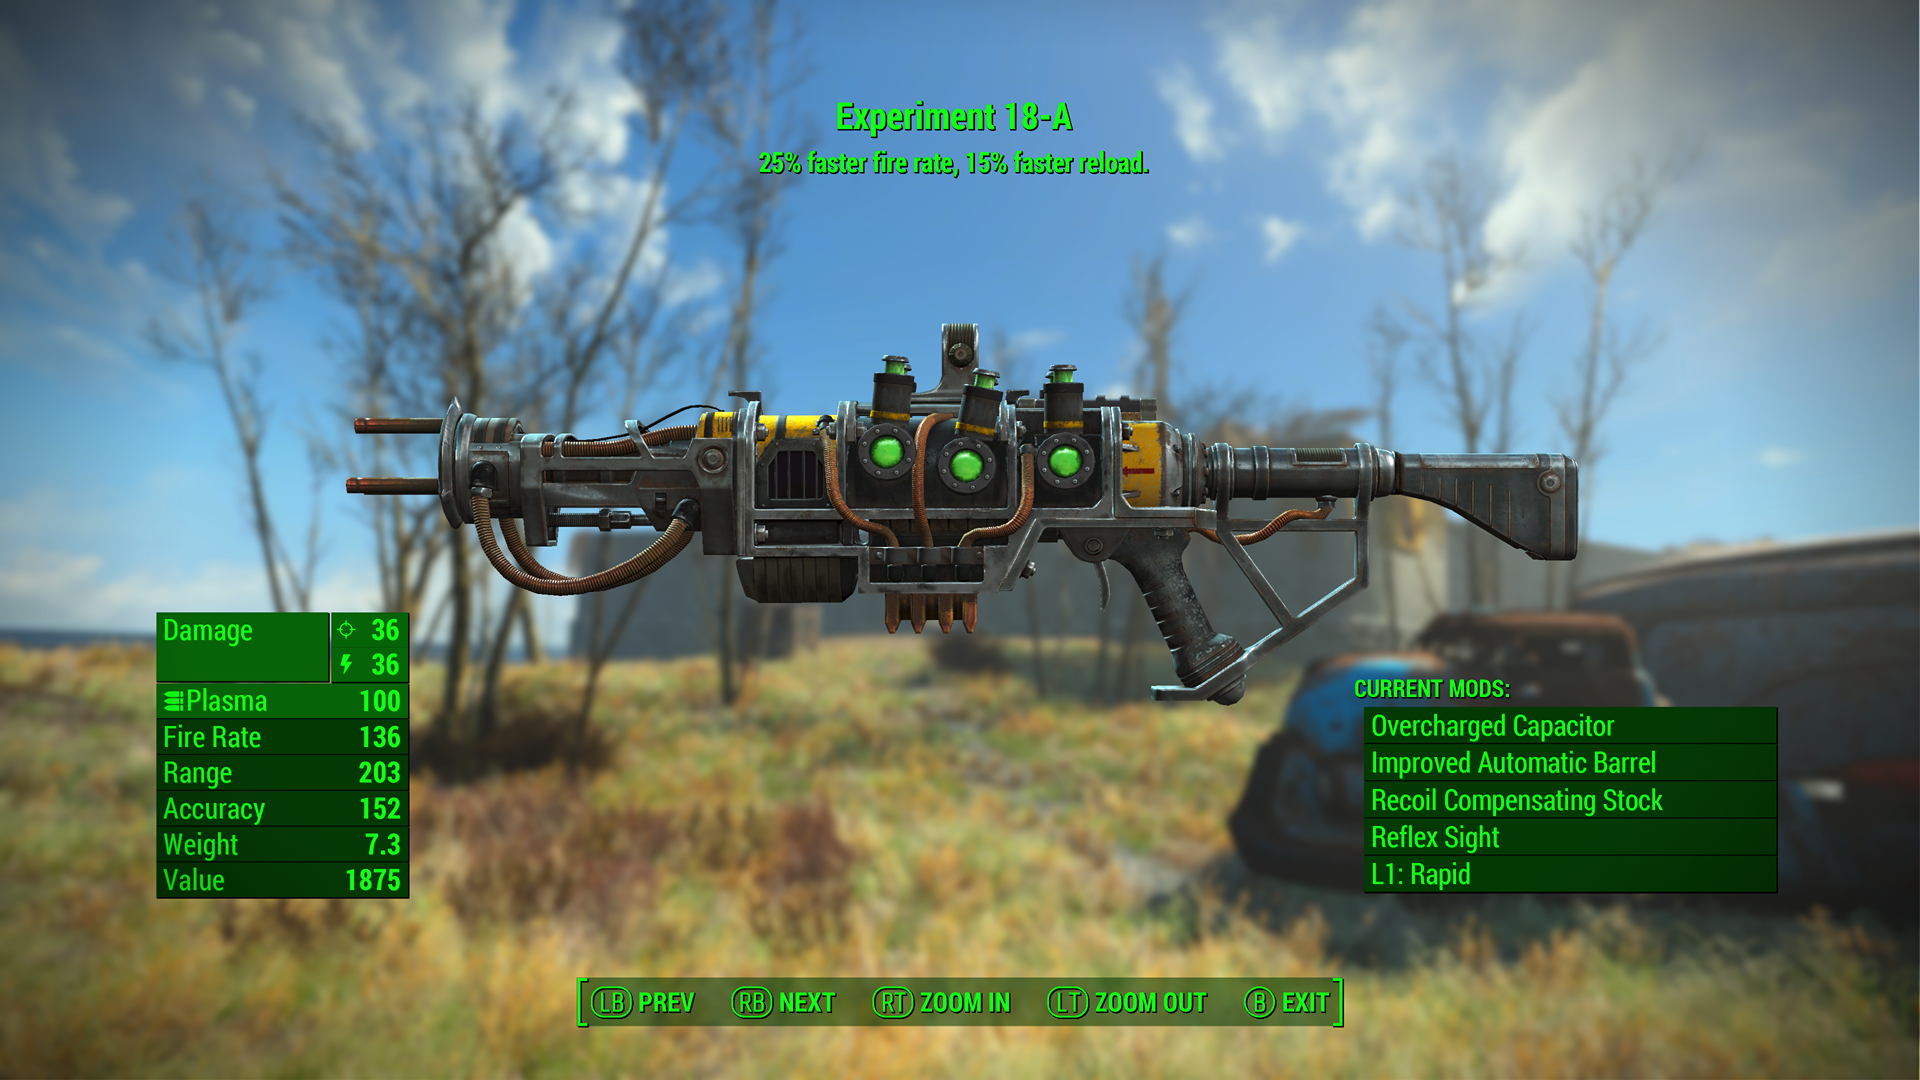 Experiment 18-A
25% faster fire rate, 15% faster reload.
Damage 36
36
Plasma 100
Fire Rate 136
Range 203
Accuracy 152
Weight 7.3
Value 1875
CURRENT MODS:
Overcharged Capacitor
Improved Automatic Barrel
Recoil Compensating Stock
Reflex Sight
L1: Rapid
LB PREV RB NEXT RT ZOOM IN LT ZOOM OUT B EXIT